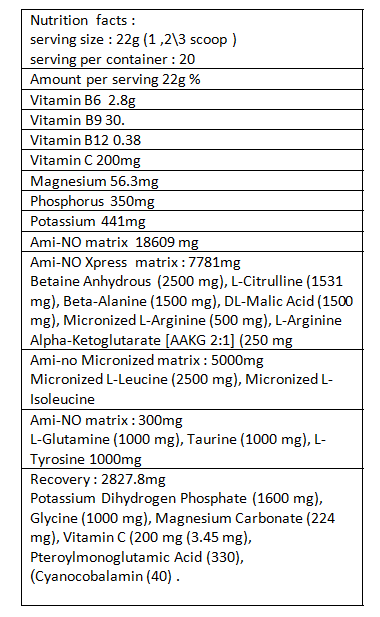 Nutrition facts :
serving size : 22g (1 ,2\3 scoop )
serving per container : 20
Amount per serving 22g %
Vitamin B6 2.8g
Vitamin B9 30.
Vitamin B12 0.38
Vitamin C 200mg
Magnesium 56.3mg
Phosphorus 350mg
Potassium 441mg
Ami-NO matrix 18609 mg
Ami-NO Xpress matrix : 7781mg
Betaine Anhydrous (2500 mg), L-Citrulline (1531
mg), Beta-Alanine (1500 mg), DL-Malic Acid (1500
mg), Micronized L-Arginine (500 mg), L-Arginine
Alpha-Ketoglutarate [AAKG 2:1] (250 mg
Ami-no Micronized matrix : 5000mg
Micronized L-Leucine (2500 mg), Micronized L-
Isoleucine
Ami-NO matrix : 300mg
L-Glutamine (1000 mg), Taurine (1000 mg), L-
Tyrosine 1000mg
Recovery : 2827.8mg
Potassium Dihydrogen Phosphate (1600 mg),
Glycine (1000 mg), Magnesium Carbonate (224
mg), Vitamin C (200 mg (3.45 mg),
Pteroylmonoglutamic Acid (330),
(Cyanocobalamin (40) .